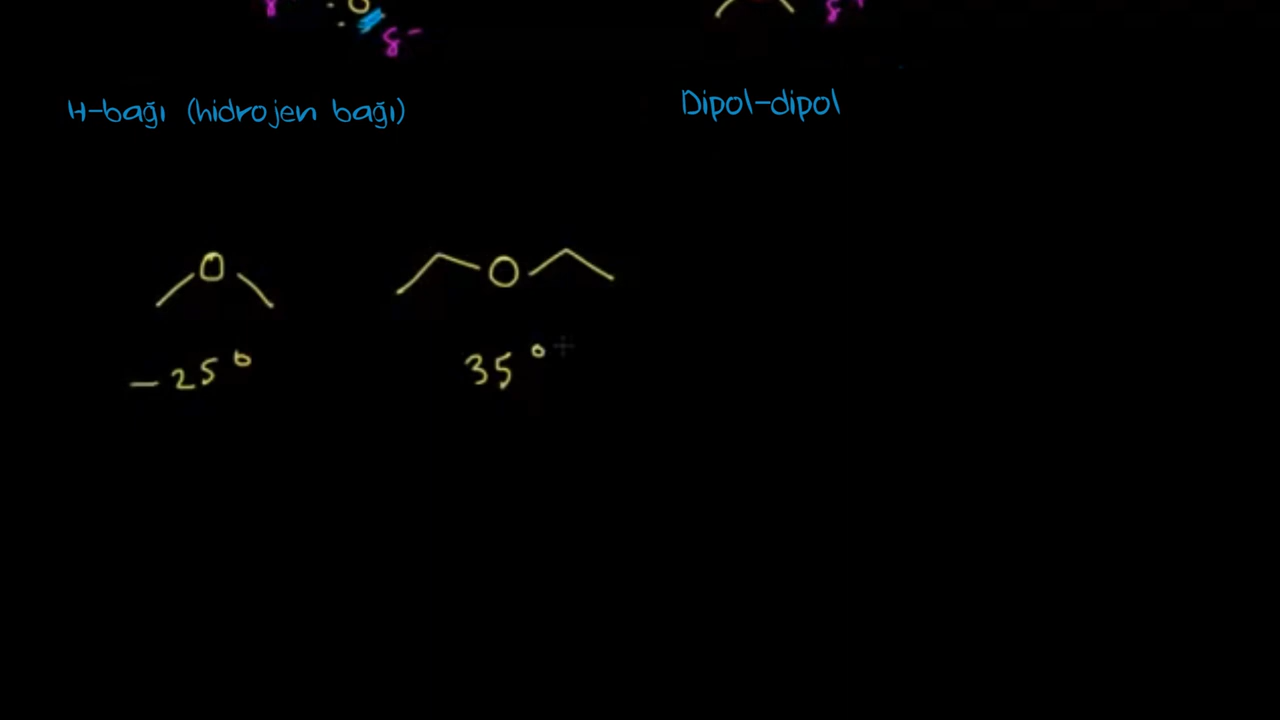 δ⁻
H-bağı (hidrojen bağı)
Dipol-dipol
O
O
-25°
35°